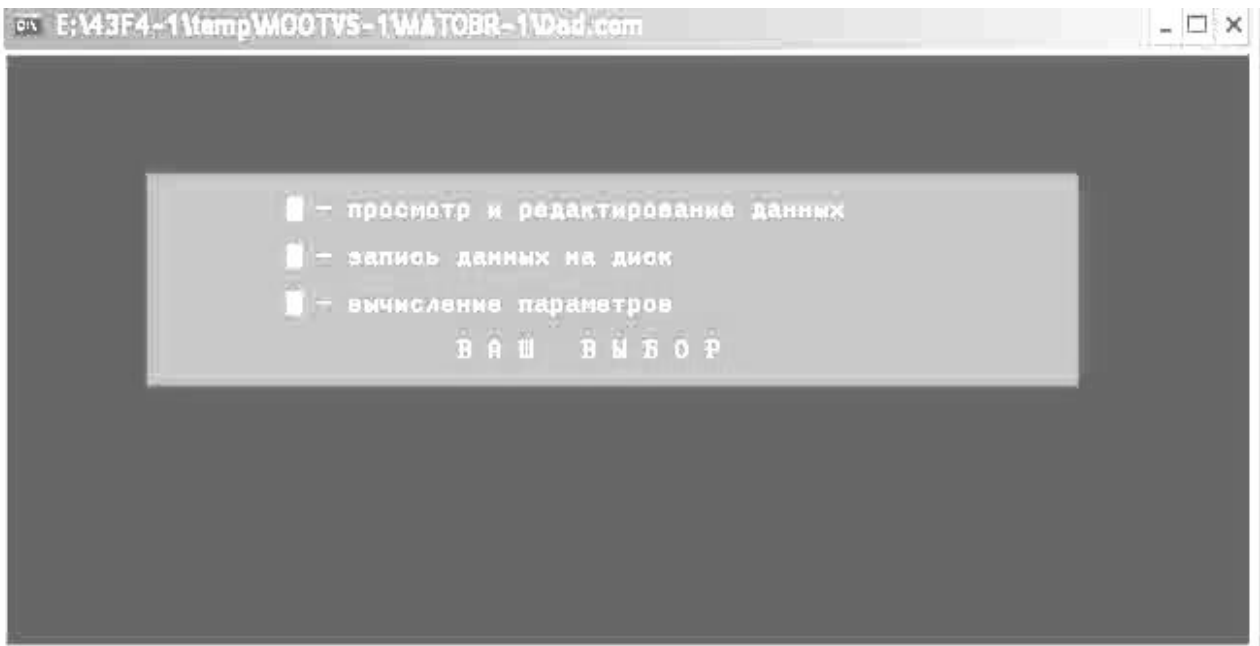 E:\43F4~1\temp\MOOTVS~1\MATOBR~1\Dad.com
– просмотр и редактирование данных
– запись данных на диск
– вычисление параметров
В А Ш В Ы Б О Р